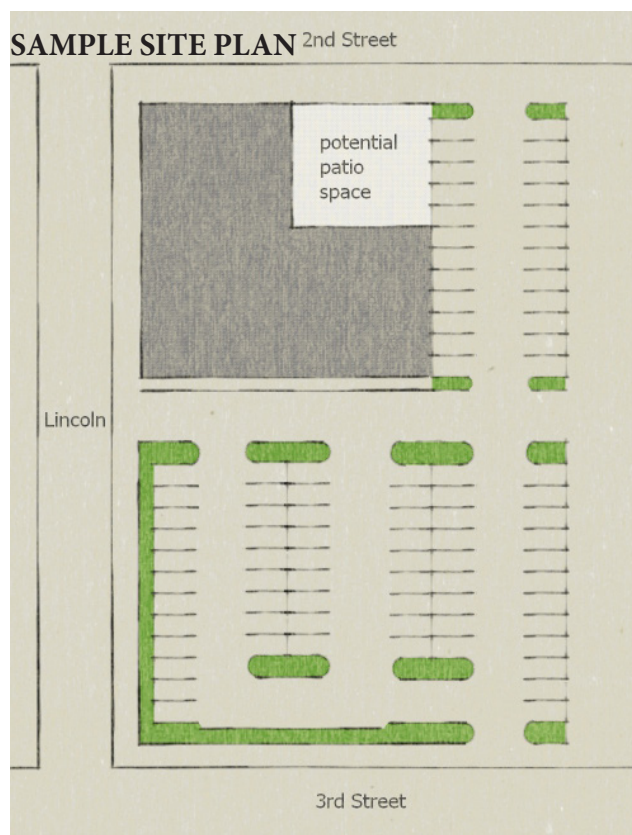 SAMPLE SITE PLAN
2nd Street
potential
patio
space
Lincoln
3rd Street